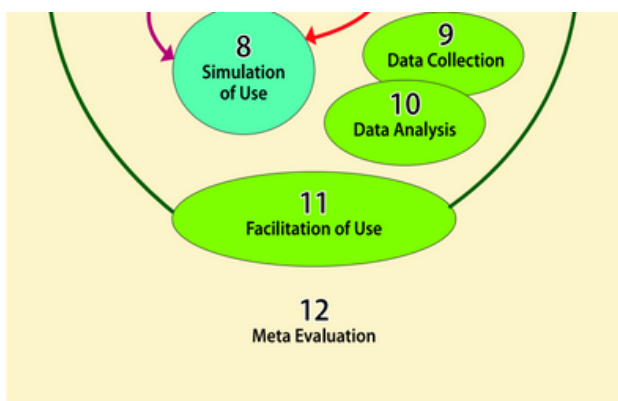 8
Simulation
of Use
9
Data Collection
10
Data Analysis
11
Facilitation of Use
12
Meta Evaluation